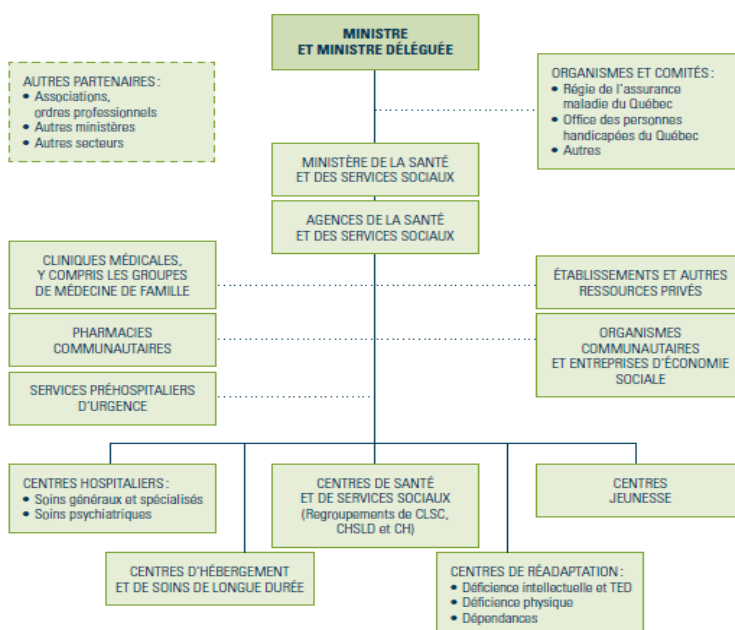 MINISTRE
ET MINISTRE DÉLÉGUÉE
AUTRES PARTENAIRES :
• Associations,
ordres professionnels
• Autres ministères
• Autres secteurs
ORGANISMES ET COMITÉS :
• Régie de l'assurance
maladie du Québec
• Office des personnes
handicapées du Québec
• Autres
MINISTÈRE DE LA SANTÉ
ET DES SERVICES SOCIAUX
AGENCES DE LA SANTÉ
ET DES SERVICES SOCIAUX
CLINIQUES MÉDICALES,
Y COMPRIS LES GROUPES
DE MÉDECINE DE FAMILLE
ÉTABLISSEMENTS ET AUTRES
RESSOURCES PRIVÉS
PHARMACIES
COMMUNAUTAIRES
ORGANISMES
COMMUNAUTAIRES
ET ENTREPRISES D'ÉCONOMIE
SOCIALE
SERVICES PRÉHOSPITALIERS
D'URGENCE
CENTRES HOSPITALIERS :
• Soins généraux et spécialisés
• Soins psychiatriques
CENTRES DE SANTÉ
ET DE SERVICES SOCIAUX
(Regroupements de CLSC,
CHSLD et CH)
CENTRES
JEUNESSE
CENTRES D'HÉBERGEMENT
ET DE SOINS DE LONGUE DURÉE
CENTRES DE RÉADAPTATION :
• Déficience intellectuelle et TED
• Déficience physique
• Dépendances